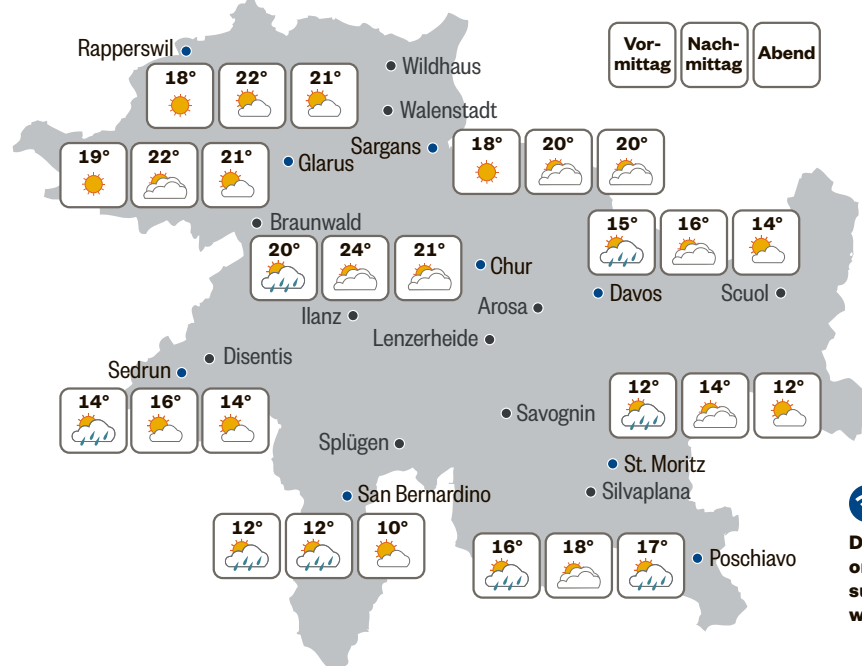 Vor-
mittag
Nach-
mittag
Abend
Rapperswil
18° 22° 21°
Wildhaus
Walenstadt
Sargans
18° 20° 20°
19° 22° 21°
Glarus
Braunwald
20° 24° 21°
Chur
15° 16° 14°
Davos
Scuol
Ilanz
Arosa
Lenzerheide
Disentis
Sedrun
14° 16° 14°
12° 14° 12°
Savognin
Splügen
St. Moritz
Silvaplana
San Bernardino
12° 12° 10°
16° 18° 17°
Poschiavo